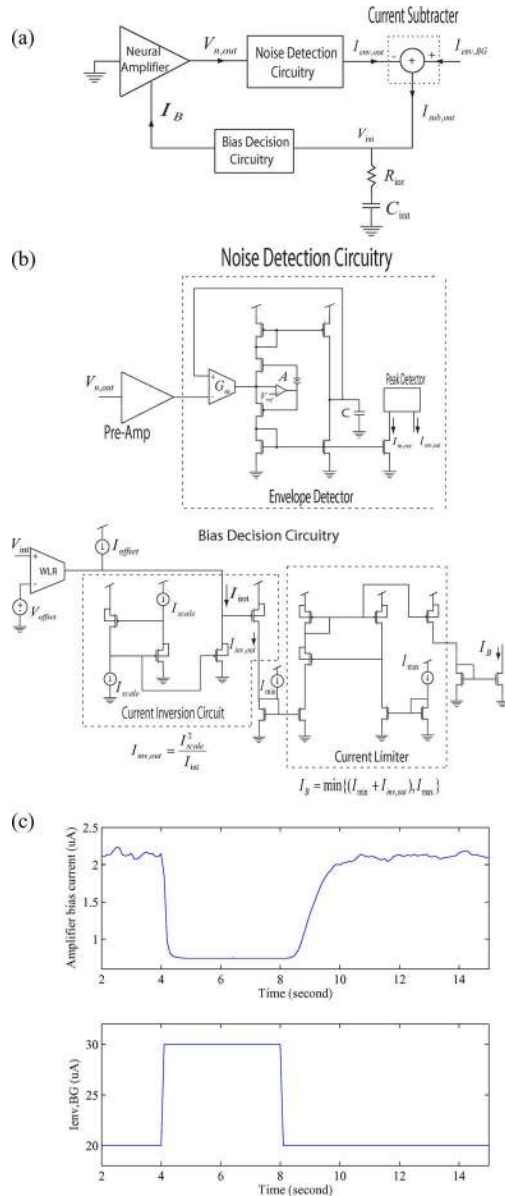 (a)
Current Subtracter
Neural Amplifier
V_n,out
Noise Detection Circuitry
I_env,out
-
+
+
I_env,BG
I_B
Bias Decision Circuitry
V_int
I_sub,out
R_int
C_int
(b)
Noise Detection Circuitry
V_n,out
Pre-Amp
+
-
G_m
A
V_ref
C
Peak Detector
I_env,out
Envelope Detector
Bias Decision Circuitry
V_int
+
-
WLR
I_offset
V_offset
I_scale
I_int
I_inv,out
I_scale
I_min
Current Inversion Circuit
I_inv,out = I²_scale / I_int
I_B
Current Limiter
I_B = min{(I_min + I_inv,out), I_max}
(c)
Amplifier bias current (uA)
2.5
2
1.5
1
2 4 6 8 10 12 14
Time (second)
Ienv,BG (uA)
30
25
20
2 4 6 8 10 12 14
Time (second)